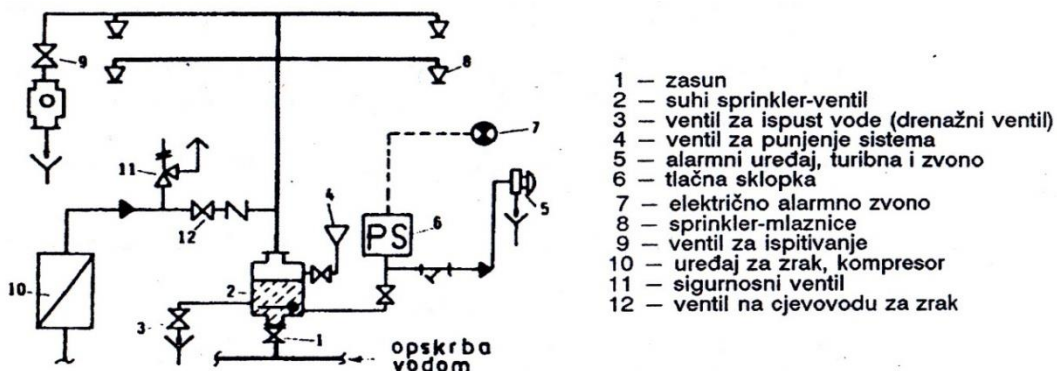 9
8
7
11
4
6
PS
5
12
10
2
3
1
opskrba
vodom
1 – zasun
2 – suhi sprinkler-ventil
3 – ventil za ispust vode (drenažni ventil)
4 – ventil za punjenje sistema
5 – alarmni uređaj, turibna i zvono
6 – tlačna sklopka
7 – električno alarmno zvono
8 – sprinkler-mlaznice
9 – ventil za ispitivanje
10 – uređaj za zrak, kompresor
11 – sigurnosni ventil
12 – ventil na cjevovodu za zrak